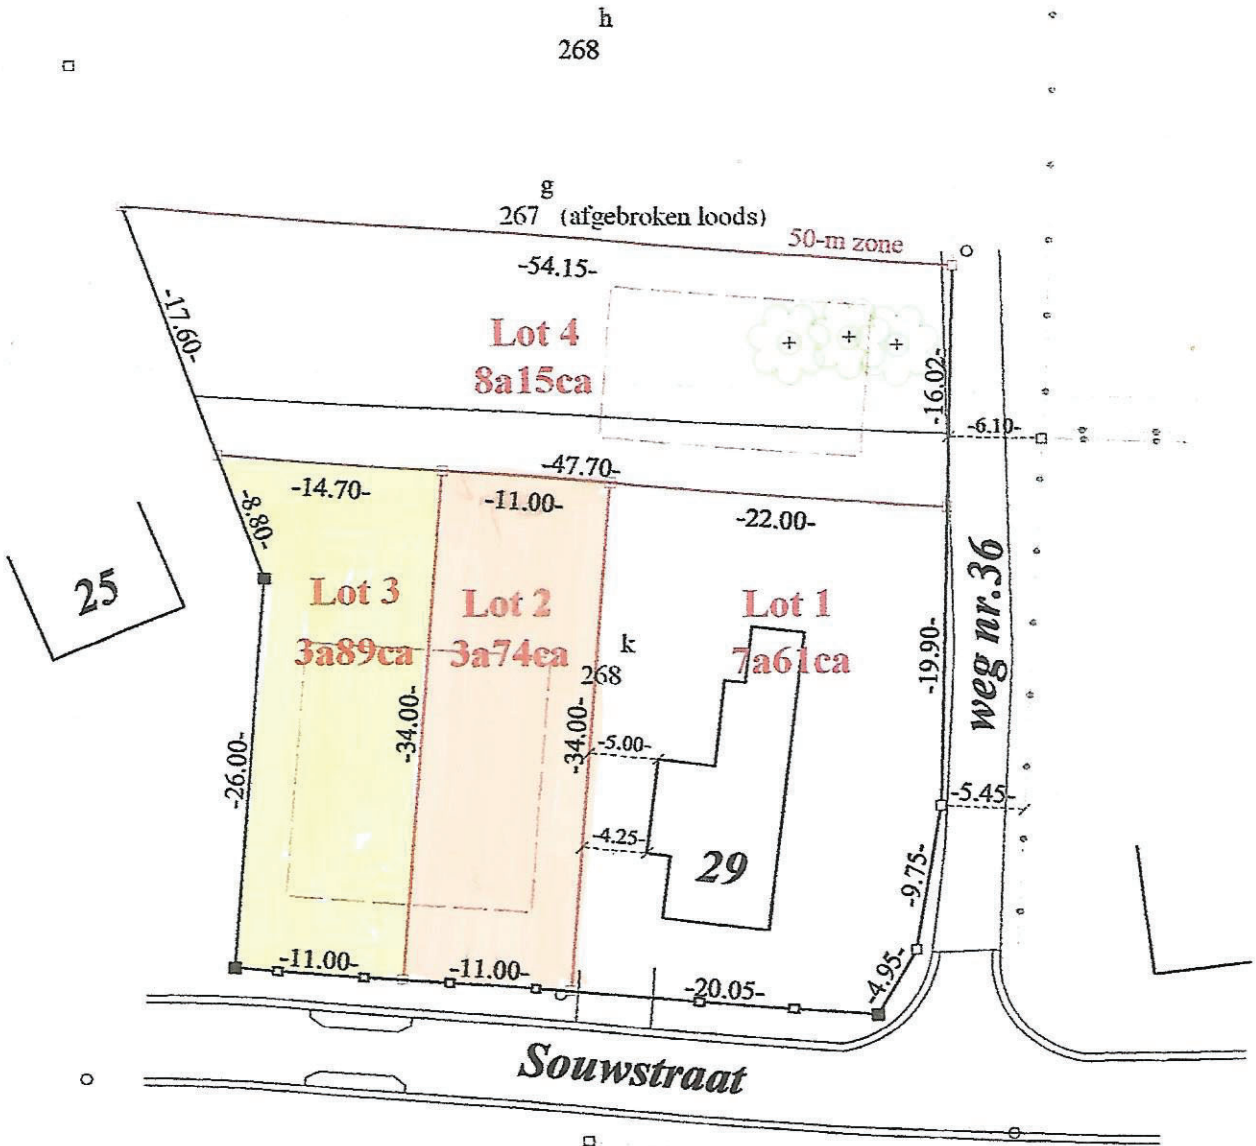 h
268
g
267 (afgebroken loods)
50-m zone
-54.15-
-17.60-
Lot 4
8a15ca
-16.02-
-6.10-
-47.70-
-14.70-
-11.00-
-22.00-
-8.80-
25
Lot 3
3a89ca
Lot 2
3a74ca
k
268
Lot 1
7a61ca
weg nr.36
-19.90-
-26.00-
-34.00-
-34.00-
-5.00-
-5.45-
-4.25-
29
-9.75-
-11.00-
-11.00-
-20.05-
-4.95-
Souwstraat